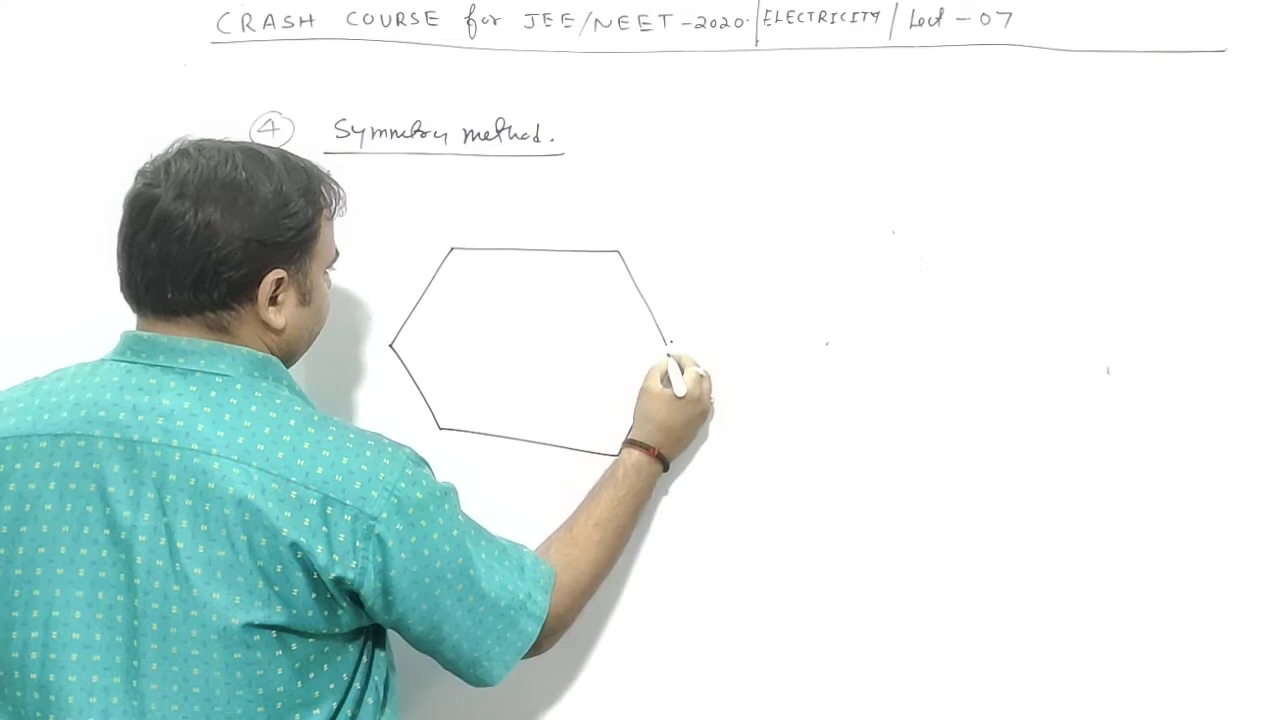 CRASH COURSE for JEE/NEET-2020. | ELECTRICITY / Lect - 07
4 Symmetry method.